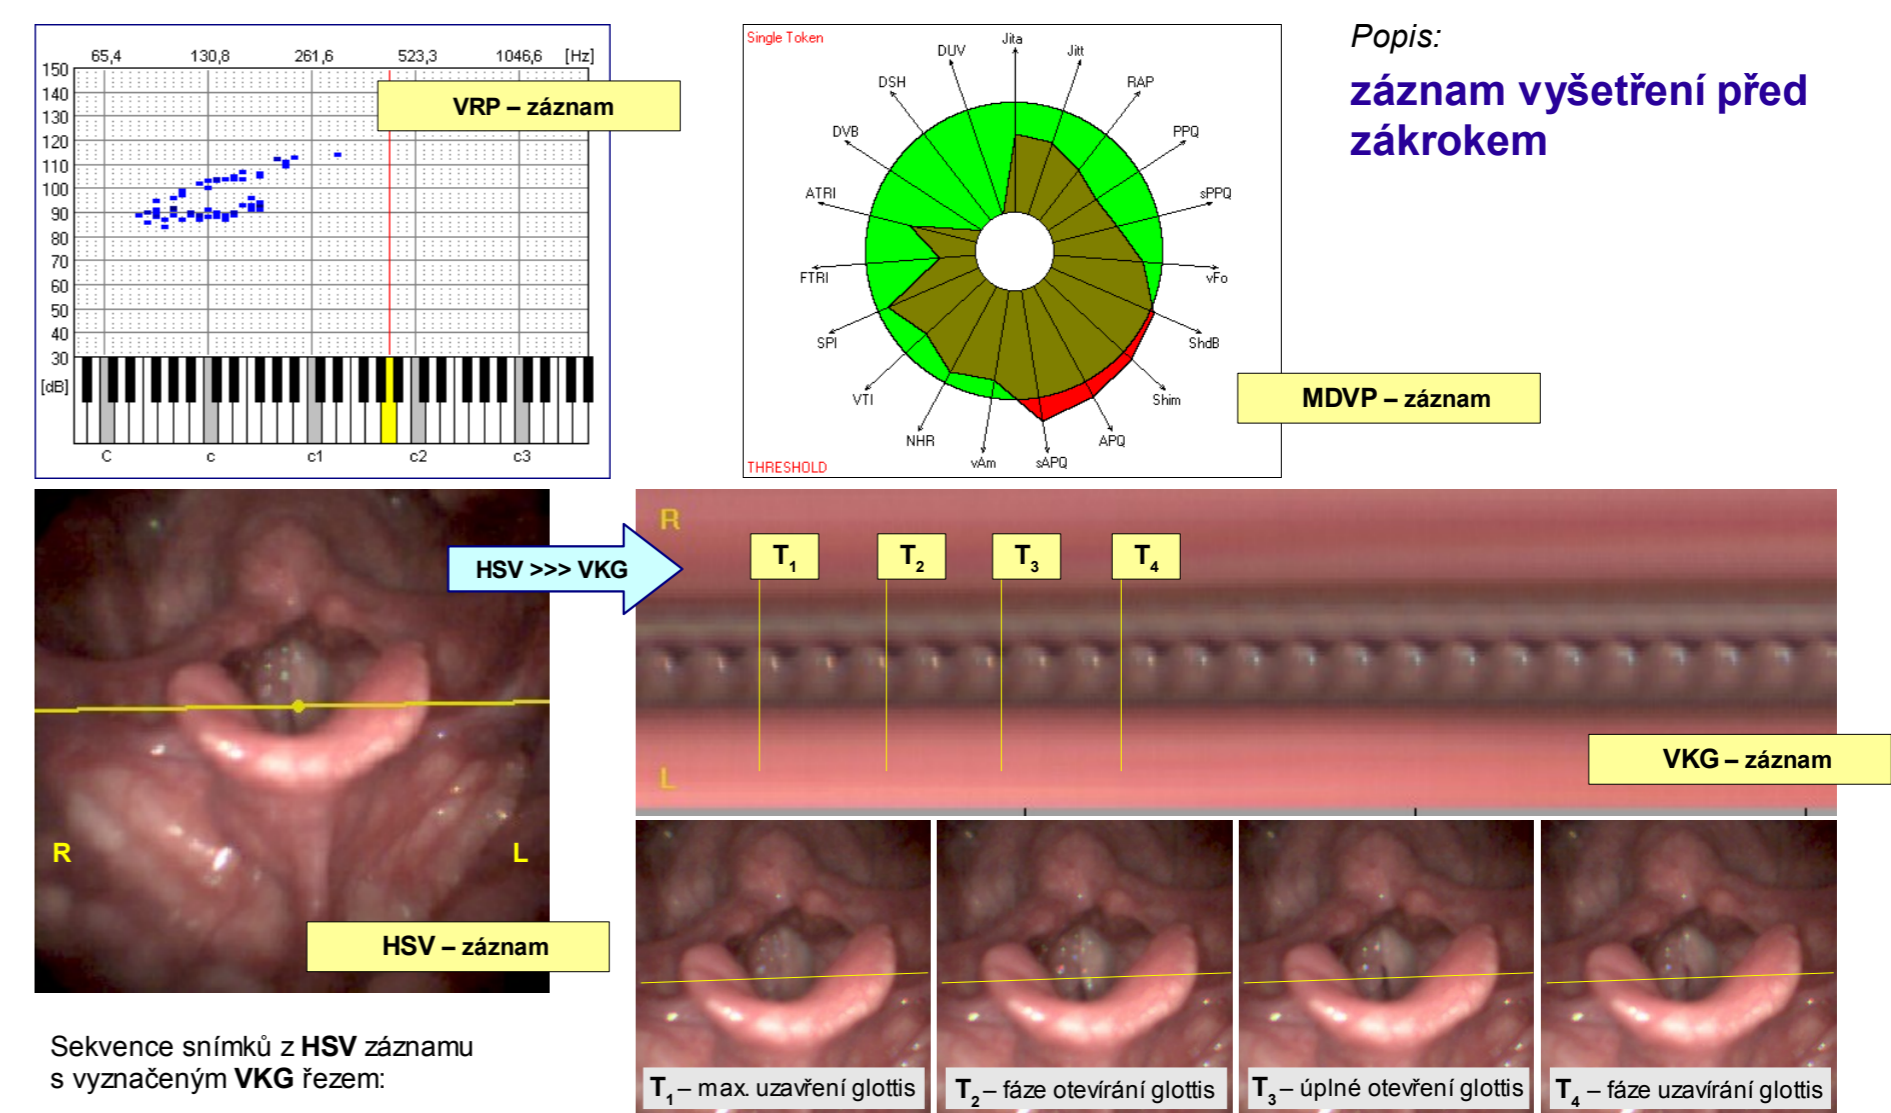 65,4 130,8 261,6 523,3 1046,6 [Hz]
150
140
130
120
110
100
90
80
70
60
50
40
30
[dB]
C c c1 c2 c3
VRP – záznam
Single Token
Jita
Jitt
RAP
PPQ
sPPQ
vFo
ShdB
Shim
APQ
sAPQ
vAm
NHR
VTI
SPI
FTRI
ATRI
DVB
DSH
DUV
THRESHOLD
MDVP – záznam
Popis:
záznam vyšetření před
zákrokem
HSV >>> VKG
R
L
HSV – záznam
R
T1 T2 T3 T4
L
VKG – záznam
Sekvence snímků z HSV záznamu
s vyznačeným VKG řezem:
T1 – max. uzavření glottis
T2 – fáze otevírání glottis
T3 – úplné otevření glottis
T4 – fáze uzavírání glottis